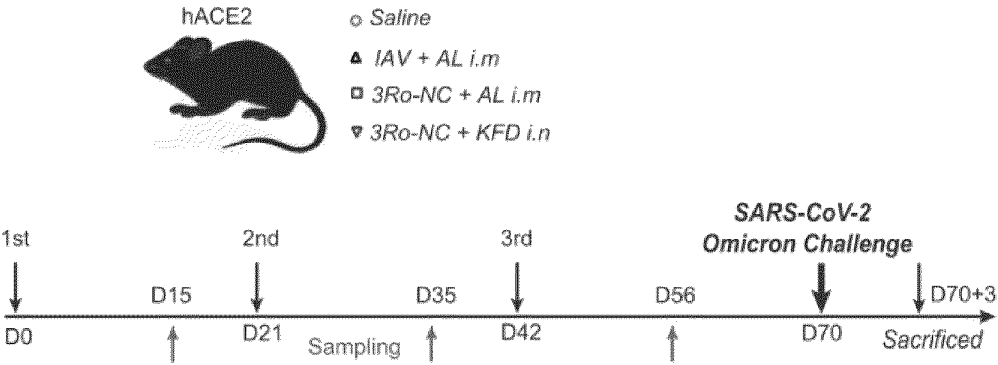 hACE2
Saline
IAV + AL i.m
3Ro-NC + AL i.m
3Ro-NC + KFD i.n
SARS-CoV-2
Omicron Challenge
1st
2nd
3rd
D15
D35
D56
D70+3
D0
D21
Sampling
D42
D70
Sacrificed